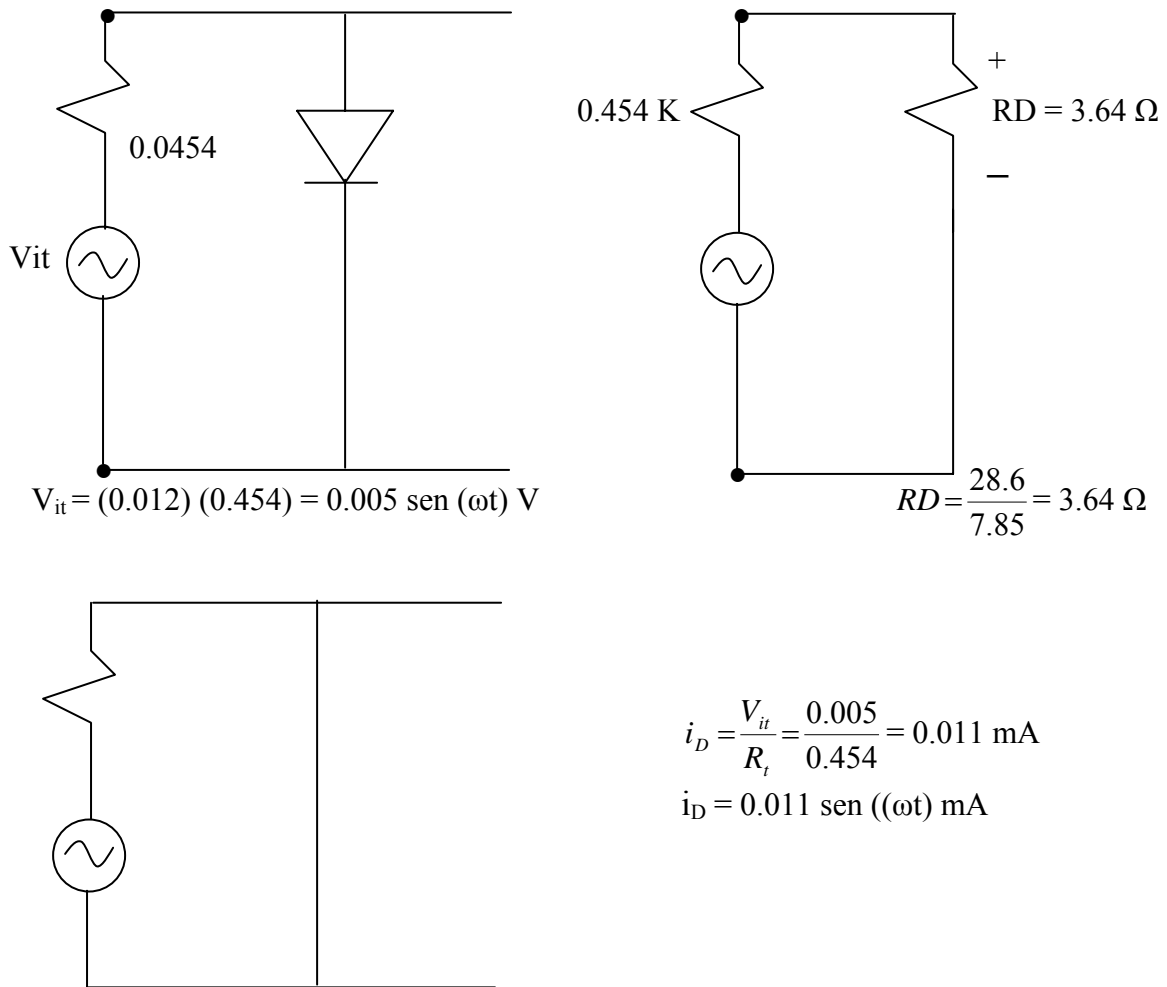 0.0454
Vit
V_it = (0.012) (0.454) = 0.005 sen (ωt) V
0.454 K
+
RD = 3.64 Ω
−
RD = 28.6/7.85 = 3.64 Ω
i_D = V_it/R_t = 0.005/0.454 = 0.011 mA
i_D = 0.011 sen ((ωt) mA